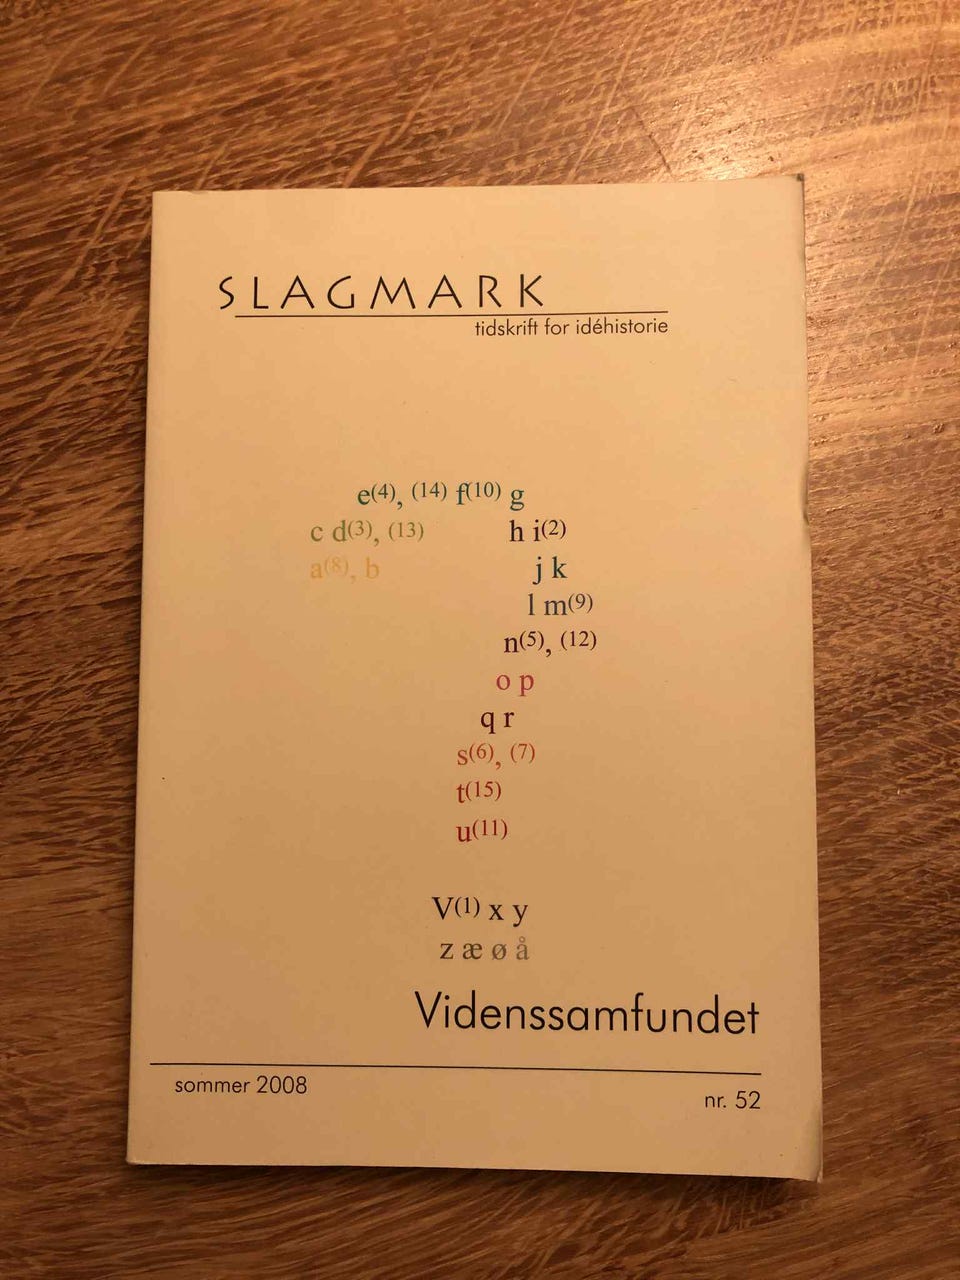 SLAGMARK
tidskrift for idéhistorie
e(4), (14) f(10) g
c d(3), (13) h i(2)
a(8), b j k
l m(9)
n(5), (12)
o p
q r
s(6), (7)
t(15)
u(11)
V(1) x y
z æ ø å
Videnssamfundet
sommer 2008
nr. 52